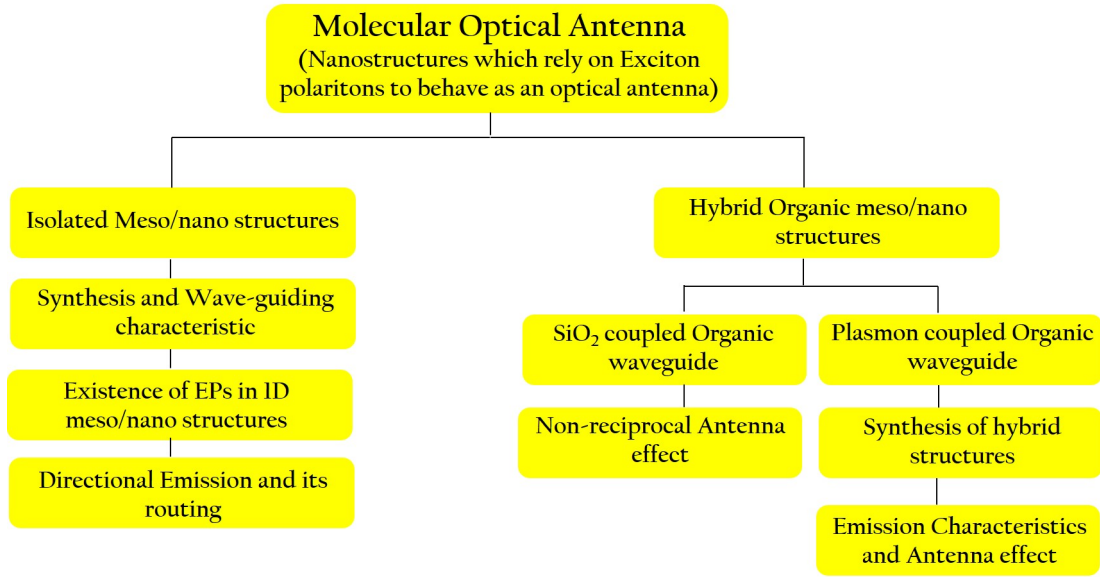 Molecular Optical Antenna
(Nanostructures which rely on Exciton
polaritons to behave as an optical antenna)
Isolated Meso/nano structures
Synthesis and Wave-guiding
characteristic
Existence of EPs in 1D
meso/nano structures
Directional Emission and its
routing
Hybrid Organic meso/nano
structures
SiO₂ coupled Organic
waveguide
Non-reciprocal Antenna
effect
Plasmon coupled Organic
waveguide
Synthesis of hybrid
structures
Emission Characteristics
and Antenna effect